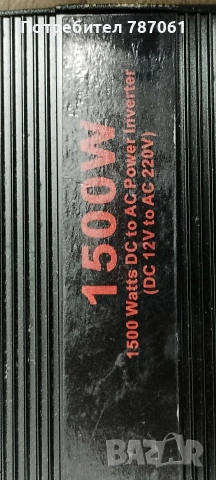 Потребител 787061
1500W
1500 Watts DC to AC Power Inverter
(DC 12V to AC 220V)
BAZAR